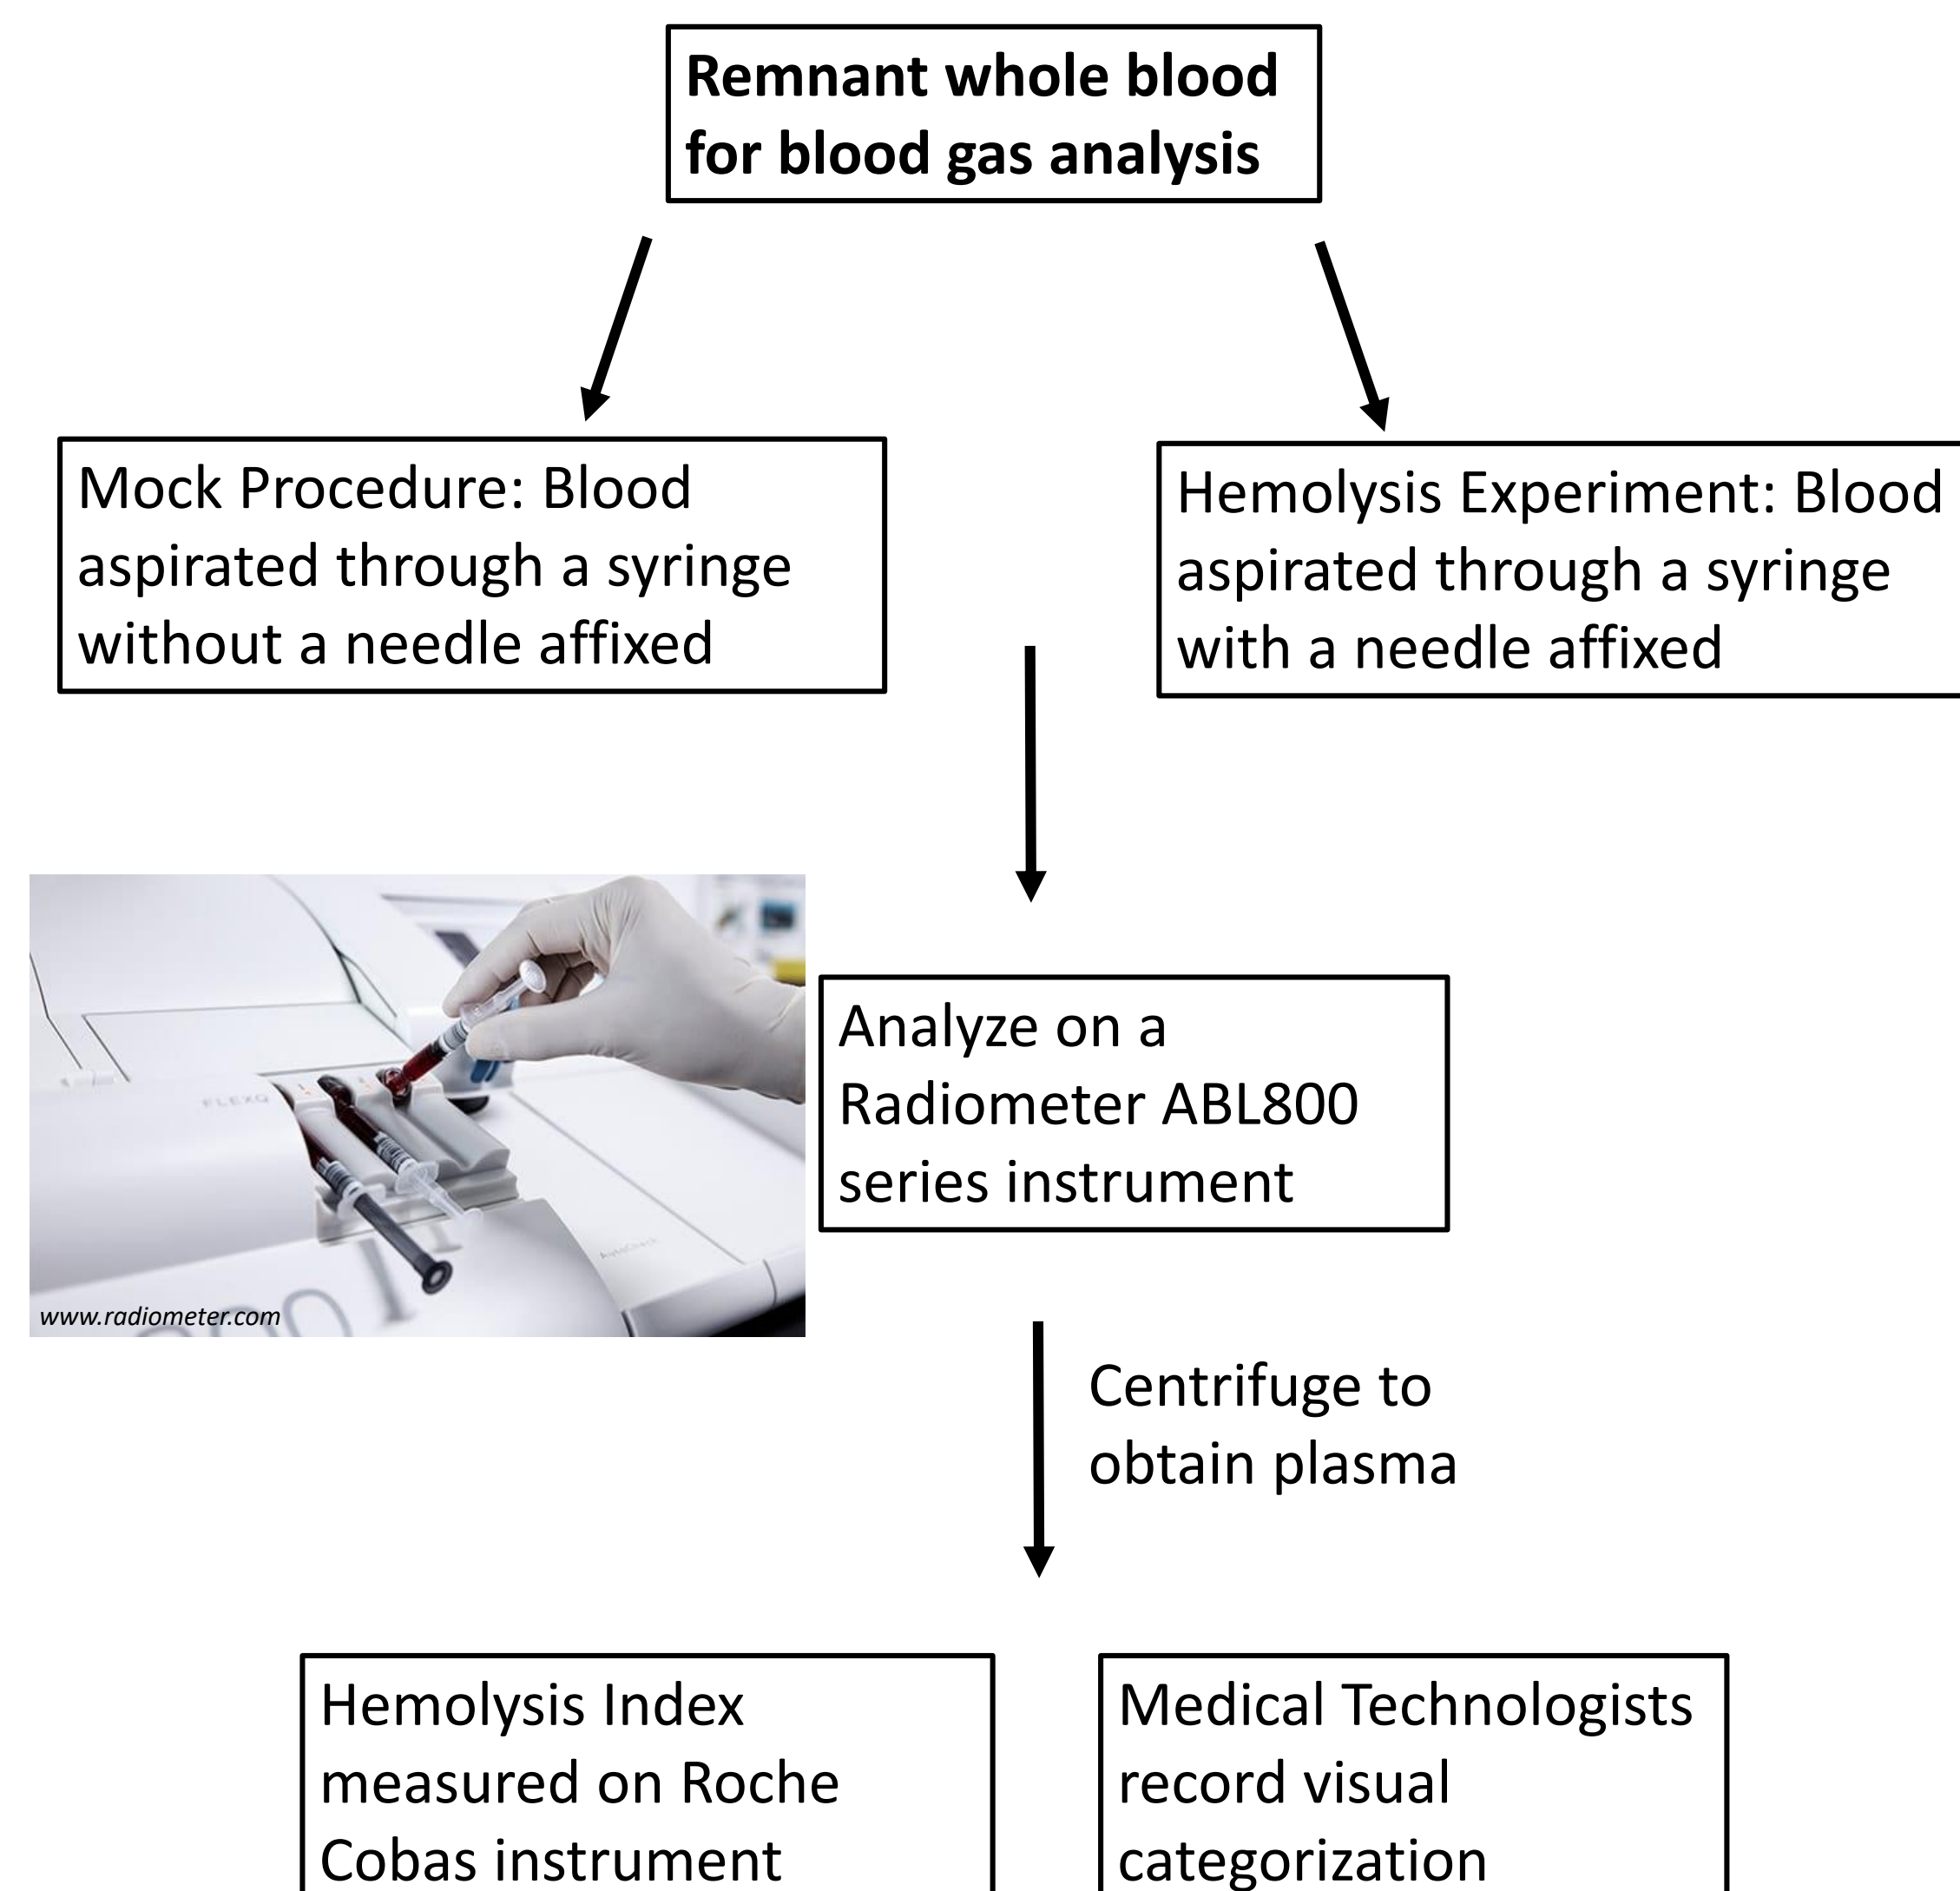 Remnant whole blood
for blood gas analysis
Mock Procedure: Blood
aspirated through a syringe
without a needle affixed
Hemolysis Experiment: Blood
aspirated through a syringe
with a needle affixed
FLEXQ
AutoCheck
www.radiometer.com
Analyze on a
Radiometer ABL800
series instrument
Centrifuge to
obtain plasma
Hemolysis Index
measured on Roche
Cobas instrument
Medical Technologists
record visual
categorization